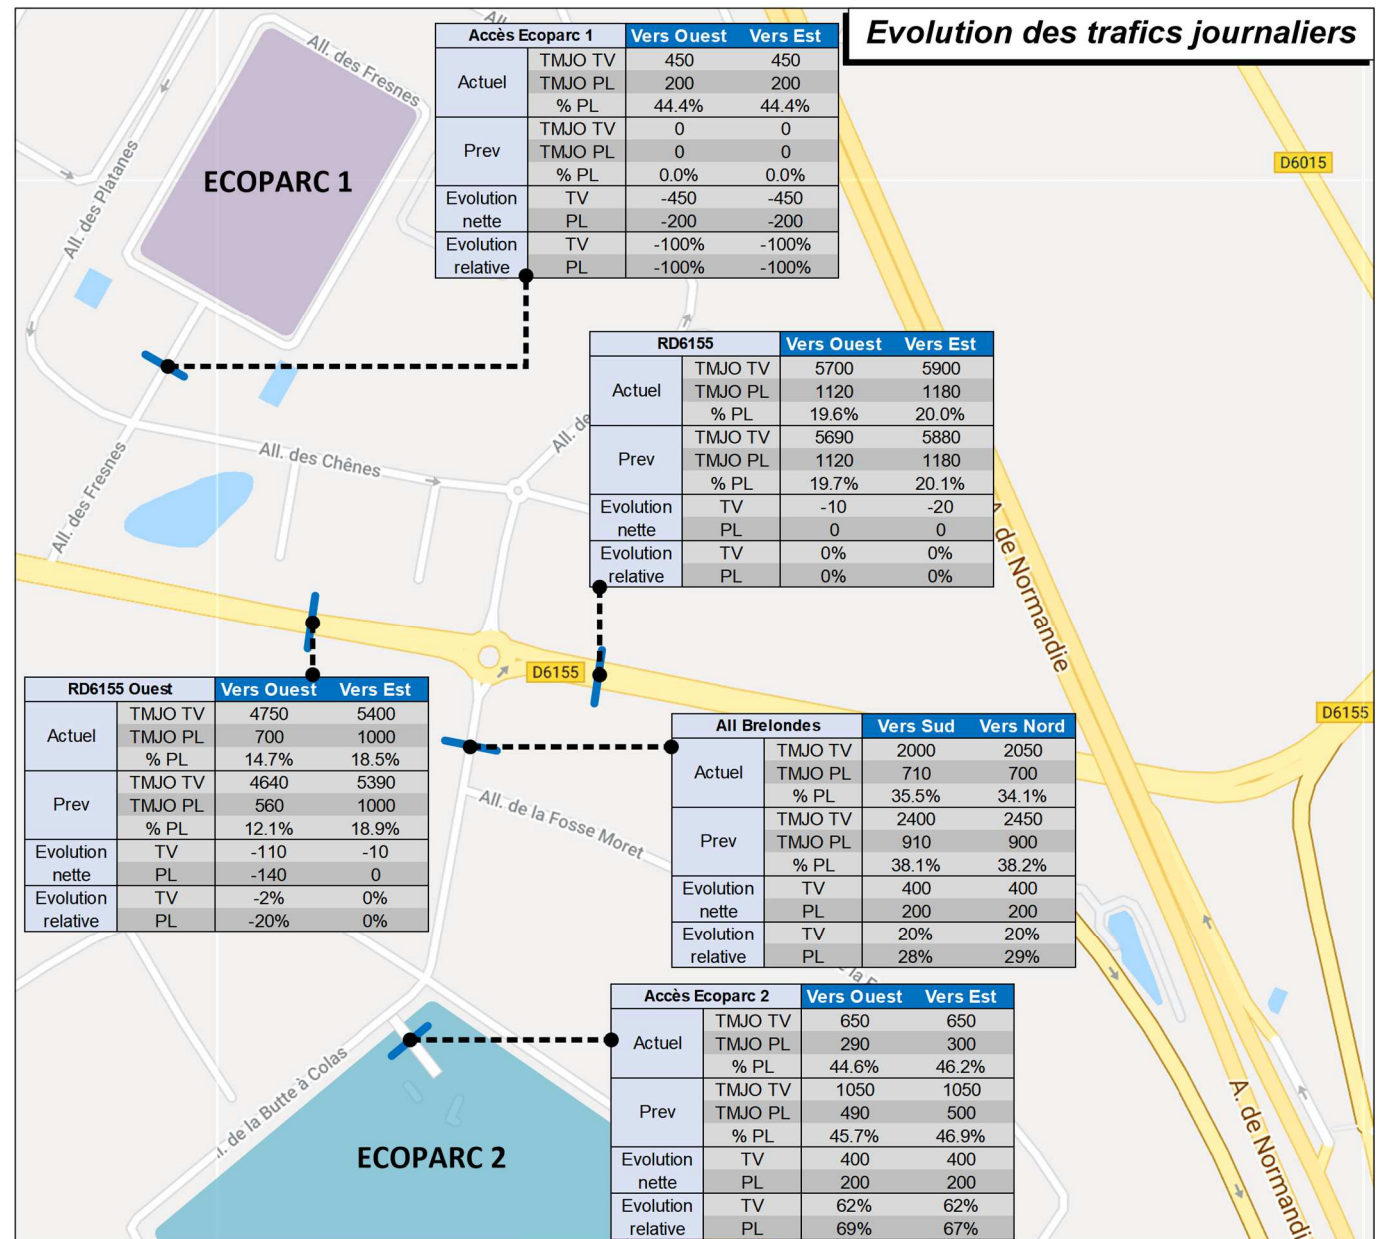 Evolution des trafics journaliers
All.
All. des Fresnes
All. des Platanes
ECOPARC 1
D6015
Accès Ecoparc 1 Vers Ouest Vers Est
Actuel TMJO TV 450 450
TMJO PL 200 200
% PL 44.4% 44.4%
Prev TMJO TV 0 0
TMJO PL 0 0
% PL 0.0% 0.0%
Evolution nette TV -450 -450
PL -200 -200
Evolution relative TV -100% -100%
PL -100% -100%
RD6155 Vers Ouest Vers Est
Actuel TMJO TV 5700 5900
TMJO PL 1120 1180
% PL 19.6% 20.0%
Prev TMJO TV 5690 5880
TMJO PL 1120 1180
% PL 19.7% 20.1%
Evolution nette TV -10 -20
PL 0 0
Evolution relative TV 0% 0%
PL 0% 0%
All. de
All. des Chênes
All. des Fresnes
A. de Normandie
D6155
D6155
RD6155 Ouest Vers Ouest Vers Est
Actuel TMJO TV 4750 5400
TMJO PL 700 1000
% PL 14.7% 18.5%
Prev TMJO TV 4640 5390
TMJO PL 560 1000
% PL 12.1% 18.9%
Evolution nette TV -110 -10
PL -140 0
Evolution relative TV -2% 0%
PL -20% 0%
All Brelondes Vers Sud Vers Nord
Actuel TMJO TV 2000 2050
TMJO PL 710 700
% PL 35.5% 34.1%
Prev TMJO TV 2400 2450
TMJO PL 910 900
% PL 38.1% 38.2%
Evolution nette TV 400 400
PL 200 200
Evolution relative TV 20% 20%
PL 28% 29%
All. de la Fosse Moret
la F
Accès Ecoparc 2 Vers Ouest Vers Est
Actuel TMJO TV 650 650
TMJO PL 290 300
% PL 44.6% 46.2%
Prev TMJO TV 1050 1050
TMJO PL 490 500
% PL 45.7% 46.9%
Evolution nette TV 400 400
PL 200 200
Evolution relative TV 62% 62%
PL 69% 67%
. de la Butte à Colas
ECOPARC 2
A. de Normandi